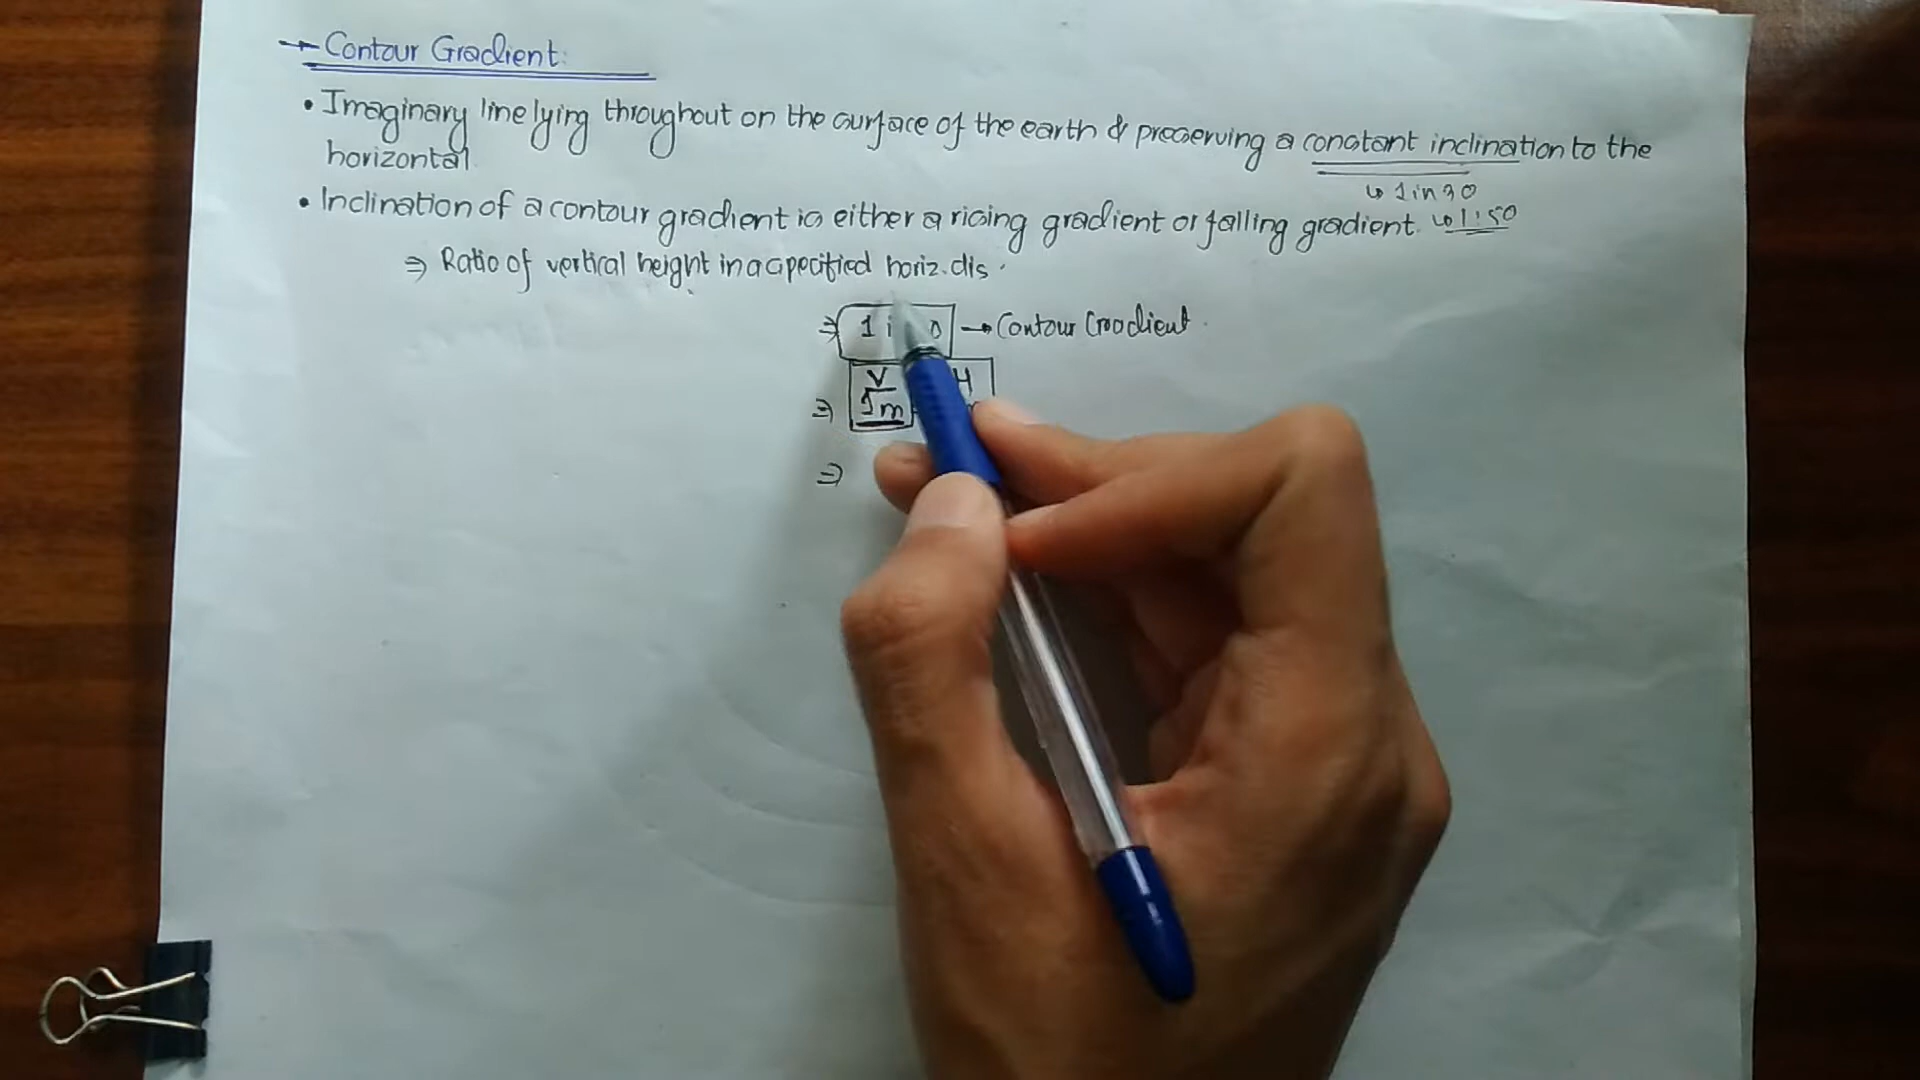 → Contour Gradient:
• Imaginary line lying throughout on the surface of the earth & preserving a constant inclination to the
horizontal
↳ 1 in 30
• Inclination of a contour gradient is either a rising gradient or falling gradient. ↳ 1:50
⇒ Ratio of vertical height in a specified horiz. dis.
⇒ 1 i → Contour Gradient.
V H
⇒ 1m
⇒